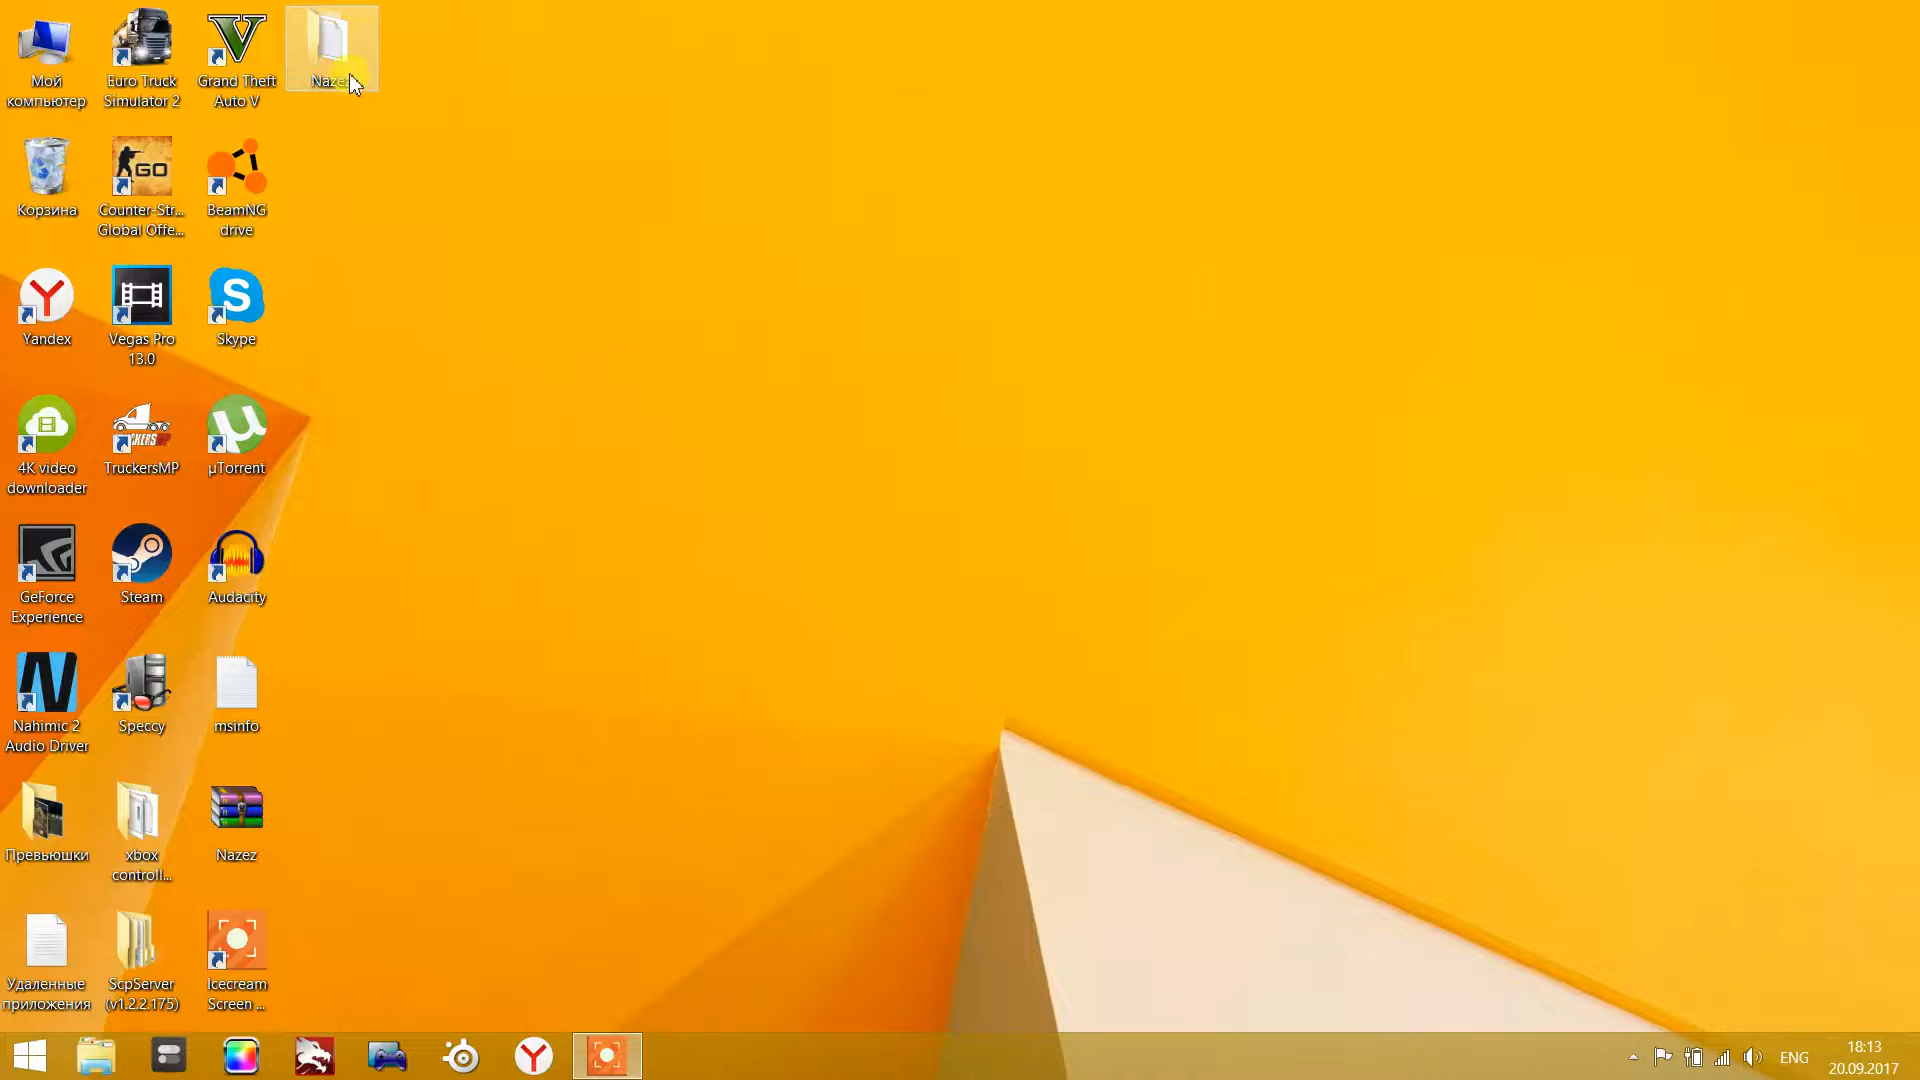 Мой
компьютер
Euro Truck
Simulator 2
Grand Theft
Auto V
Корзина
GO
Counter-Str...
Global Offe...
BeamNG
drive
Yandex
Vegas Pro
13.0
Skype
4K video
downloader
TruckersMP
µTorrent
GeForce
Experience
Steam
Audacity
Nahimic 2
Audio Driver
Speccy
msinfo
Превьюшки
xbox
controll...
Nazez
Удаленные
приложения
ScpServer
(v1.2.2.175)
Icecream
Screen ...
ENG
18:13
20.09.2017